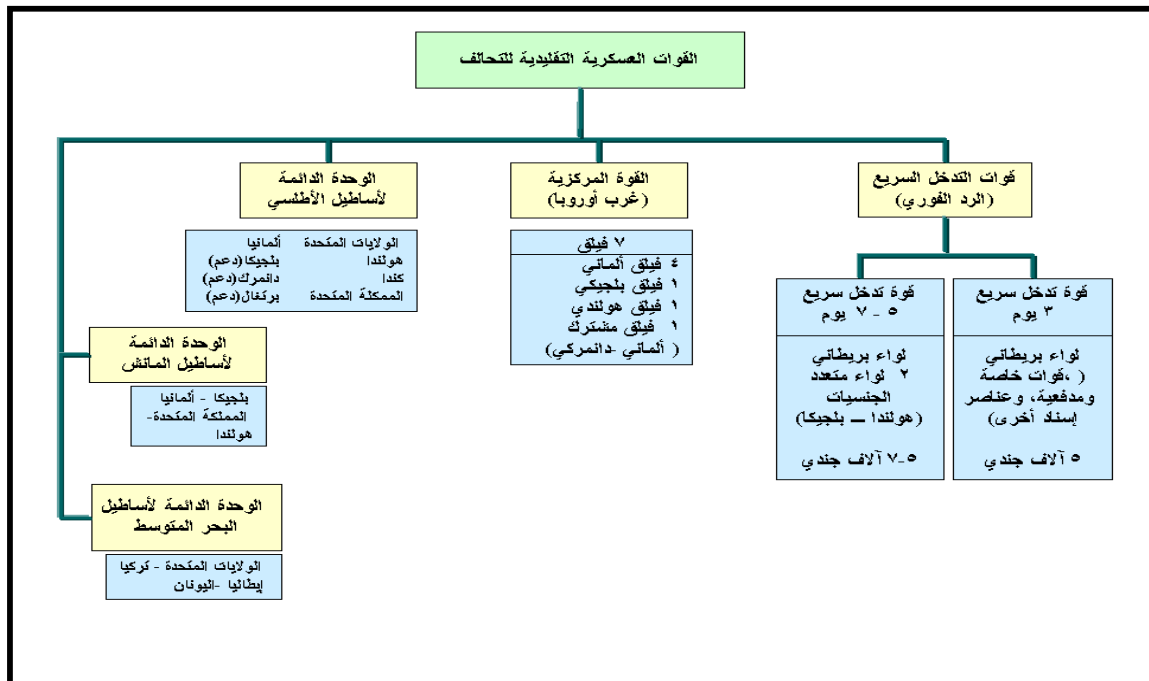 القوات العسكرية التقليدية للتحالف
قوات التدخل السريع
(الرد الفوري)
قوة تدخل سريع
٣ يوم
لواء بريطاني
( ،قوات خاصة
ومدفعية، وعناصر
إسناد أخرى)
٥ آلاف جندي
قوة تدخل سريع
٥ - ٧ يوم
لواء بريطاني
٢ لواء متعدد
الجنسيات
(هولندا – بلجيكا)
٥-٧ آلاف جندي
القوة المركزية
(غرب أوروبا)
٧ فيلق
٤ فيلق ألماني
١ فيلق بلجيكي
١ فيلق هولندي
١ فيلق مشترك
( ألماني -دانمركي)
الوحدة الدائمة
لأساطيل الأطلسي
الولايات المتحدة ألمانيا
هولندا بلجيكا(دعم)
كندا دانمرك(دعم)
الممكلة المتحدة برتغال(دعم)
الوحدة الدائمة
لأساطيل المانش
بلجيكا - ألمانيا
المملكة المتحدة-
هولندا
الوحدة الدائمة لأساطيل
البحر المتوسط
الولايات المتحدة - تركيا
إيطاليا -اليونان